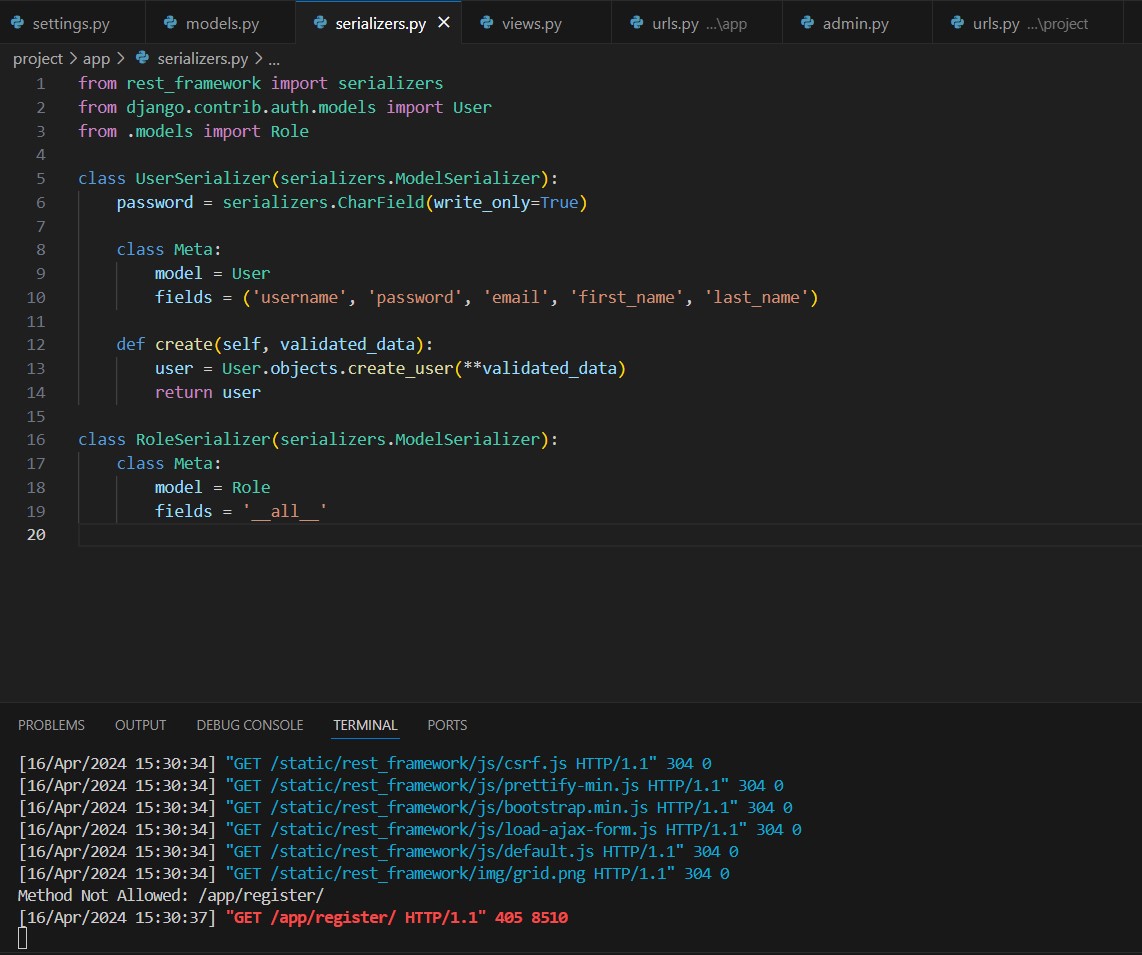 settings.py models.py serializers.py × views.py urls.py ...\app admin.py urls.py ...\project
project > app > serializers.py > ...
1 from rest_framework import serializers
2 from django.contrib.auth.models import User
3 from .models import Role
4
5 class UserSerializer(serializers.ModelSerializer):
6     password = serializers.CharField(write_only=True)
7
8     class Meta:
9         model = User
10         fields = ('username', 'password', 'email', 'first_name', 'last_name')
11
12     def create(self, validated_data):
13         user = User.objects.create_user(**validated_data)
14         return user
15
16 class RoleSerializer(serializers.ModelSerializer):
17     class Meta:
18         model = Role
19         fields = '__all__'
20
PROBLEMS OUTPUT DEBUG CONSOLE TERMINAL PORTS
[16/Apr/2024 15:30:34] "GET /static/rest_framework/js/csrf.js HTTP/1.1" 304 0
[16/Apr/2024 15:30:34] "GET /static/rest_framework/js/prettify-min.js HTTP/1.1" 304 0
[16/Apr/2024 15:30:34] "GET /static/rest_framework/js/bootstrap.min.js HTTP/1.1" 304 0
[16/Apr/2024 15:30:34] "GET /static/rest_framework/js/load-ajax-form.js HTTP/1.1" 304 0
[16/Apr/2024 15:30:34] "GET /static/rest_framework/js/default.js HTTP/1.1" 304 0
[16/Apr/2024 15:30:34] "GET /static/rest_framework/img/grid.png HTTP/1.1" 304 0
Method Not Allowed: /app/register/
[16/Apr/2024 15:30:37] "GET /app/register/ HTTP/1.1" 405 8510